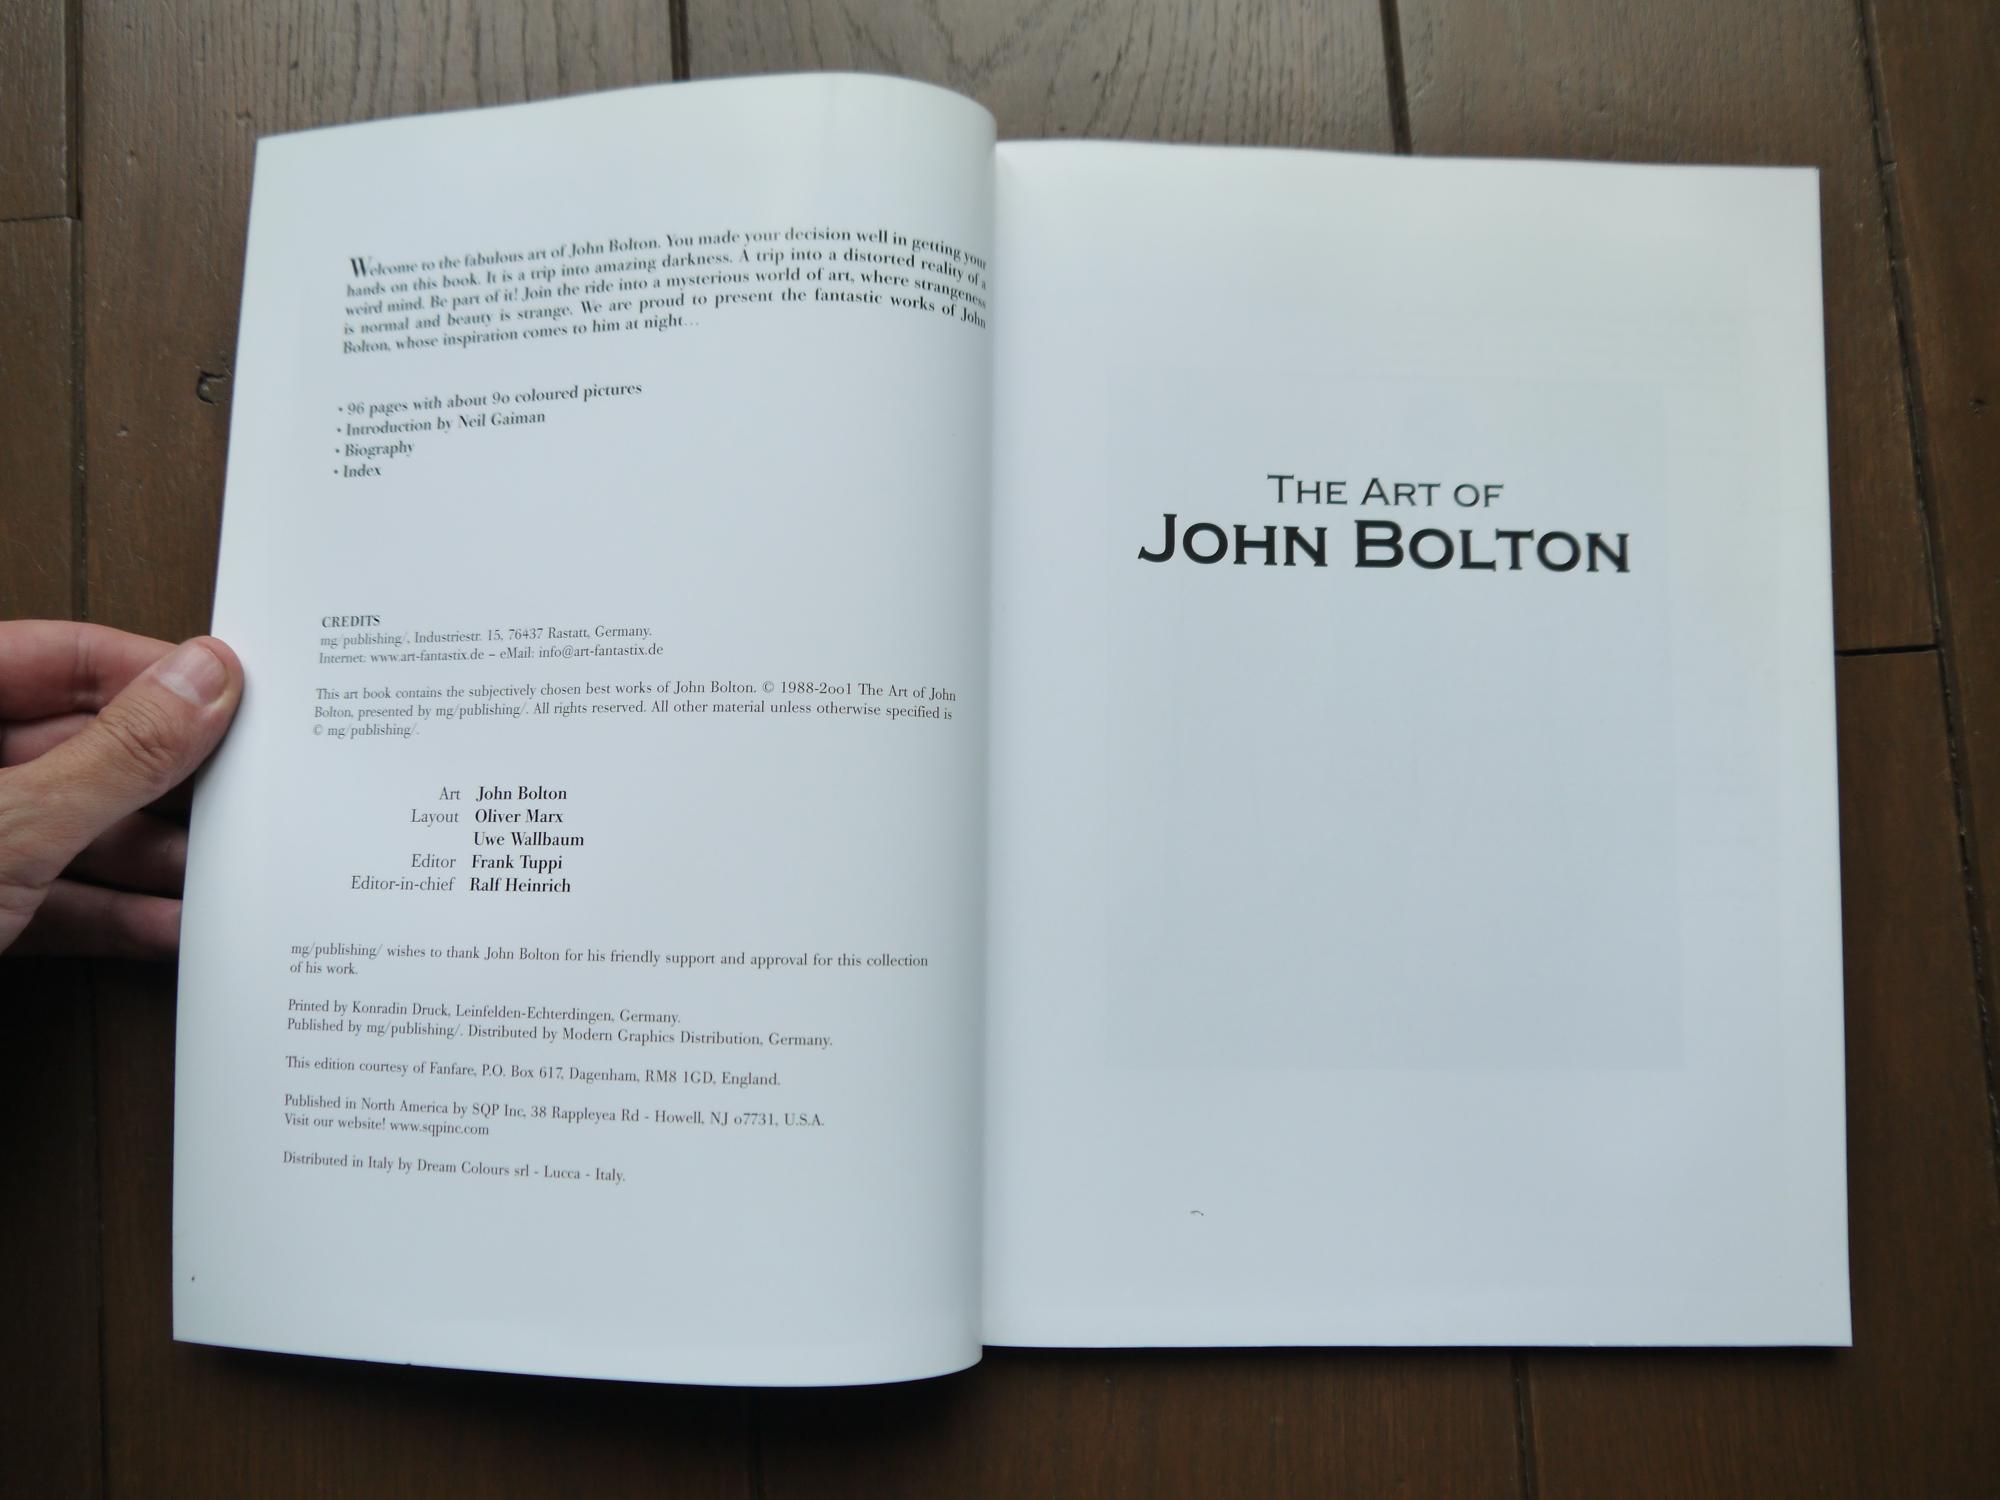 Welcome to the fabulous art of John Bolton. You made your decision well in getting your
hands on this book. It is a trip into amazing darkness. A trip into a distorted reality of a
weird mind. Be part of it! Join the ride into a mysterious world of art, where strangeness
is normal and beauty is strange. We are proud to present the fantastic works of John
Bolton, whose inspiration comes to him at night…
• 96 pages with about 90 coloured pictures
• Introduction by Neil Gaiman
• Biography
• Index
CREDITS
mg/publishing/, Industriestr. 15, 76437 Rastatt, Germany.
Internet: www.art-fantastix.de – eMail: info@art-fantastix.de
This art book contains the subjectively chosen best works of John Bolton. © 1988-2001 The Art of John
Bolton, presented by mg/publishing/. All rights reserved. All other material unless otherwise specified is
© mg/publishing/.
Art John Bolton
Layout Oliver Marx
Uwe Wallbaum
Editor Frank Tuppi
Editor-in-chief Ralf Heinrich
mg/publishing/ wishes to thank John Bolton for his friendly support and approval for this collection
of his work.
Printed by Konradin Druck, Leinfelden-Echterdingen, Germany.
Published by mg/publishing/. Distributed by Modern Graphics Distribution, Germany.
This edition courtesy of Fanfare, P.O. Box 617, Dagenham, RM8 1GD, England.
Published in North America by SQP Inc, 38 Rappleyea Rd - Howell, NJ 07731, U.S.A.
Visit our website! www.sqpinc.com
Distributed in Italy by Dream Colours srl - Lucca - Italy.
THE ART OF
JOHN BOLTON